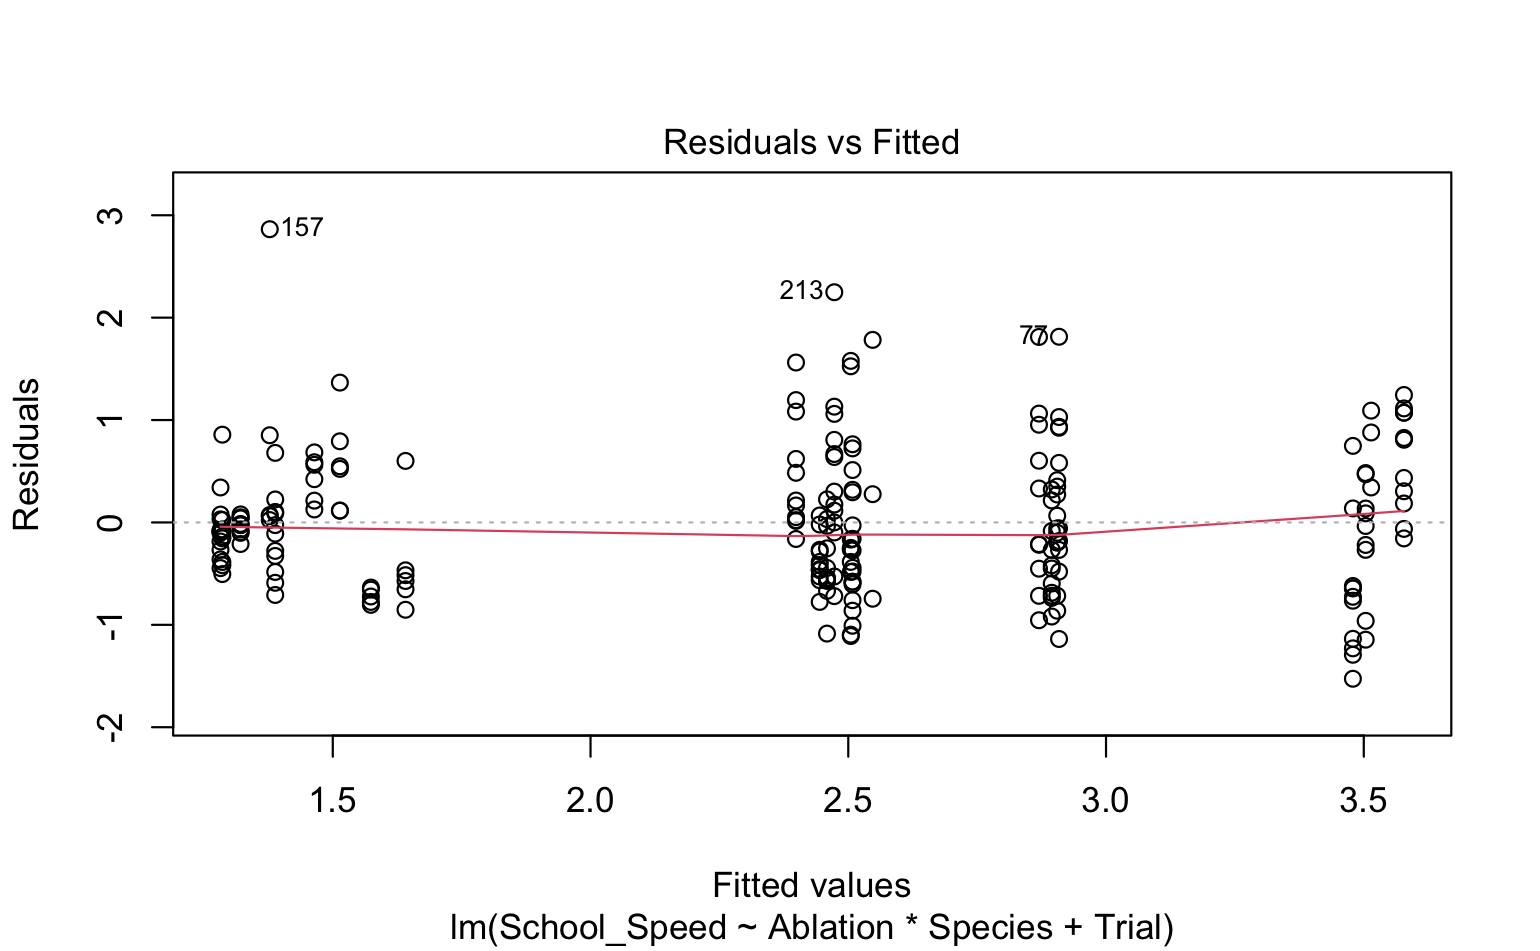 Residuals vs Fitted
3
157
213
2
77
1
Residuals
0
-1
-2
1.5 2.0 2.5 3.0 3.5
Fitted values
lm(School_Speed ~ Ablation * Species + Trial)